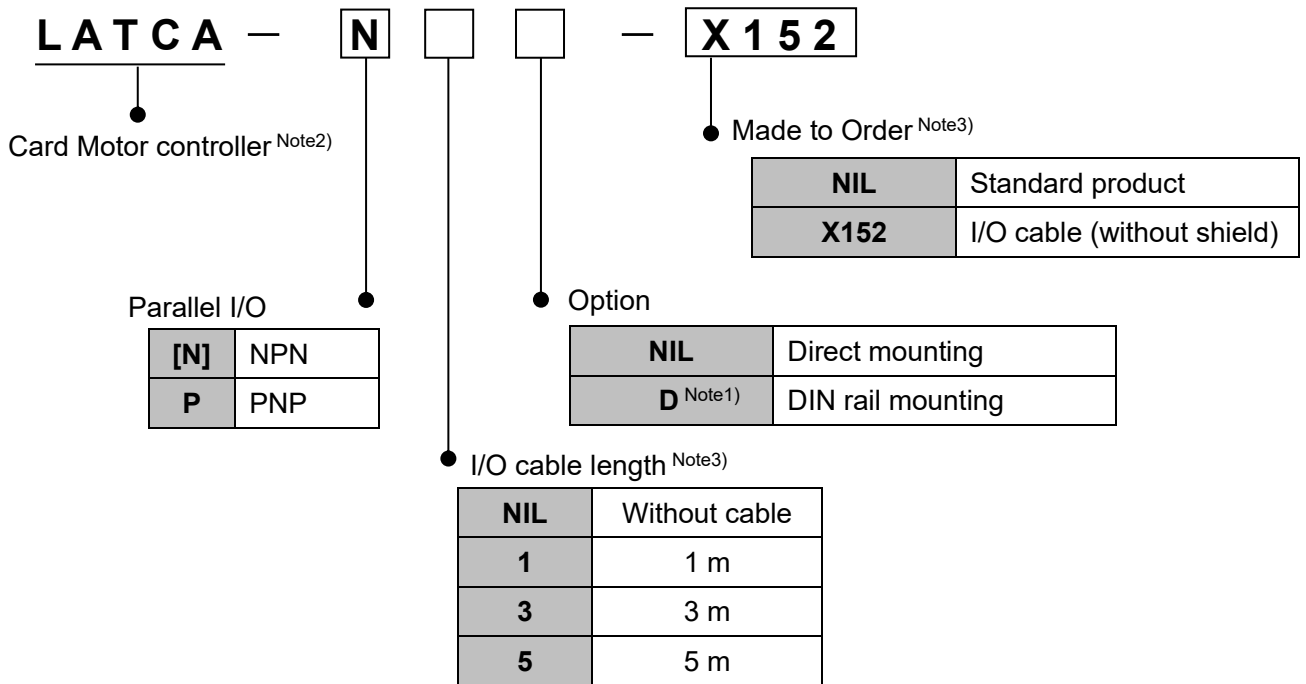 LATCA — N — X152
Card Motor controller Note2)
Made to Order Note3)
NIL Standard product
X152 I/O cable (without shield)
Parallel I/O
[N] NPN
P PNP
Option
NIL Direct mounting
D Note1) DIN rail mounting
I/O cable length Note3)
NIL Without cable
1 1 m
3 3 m
5 5 m